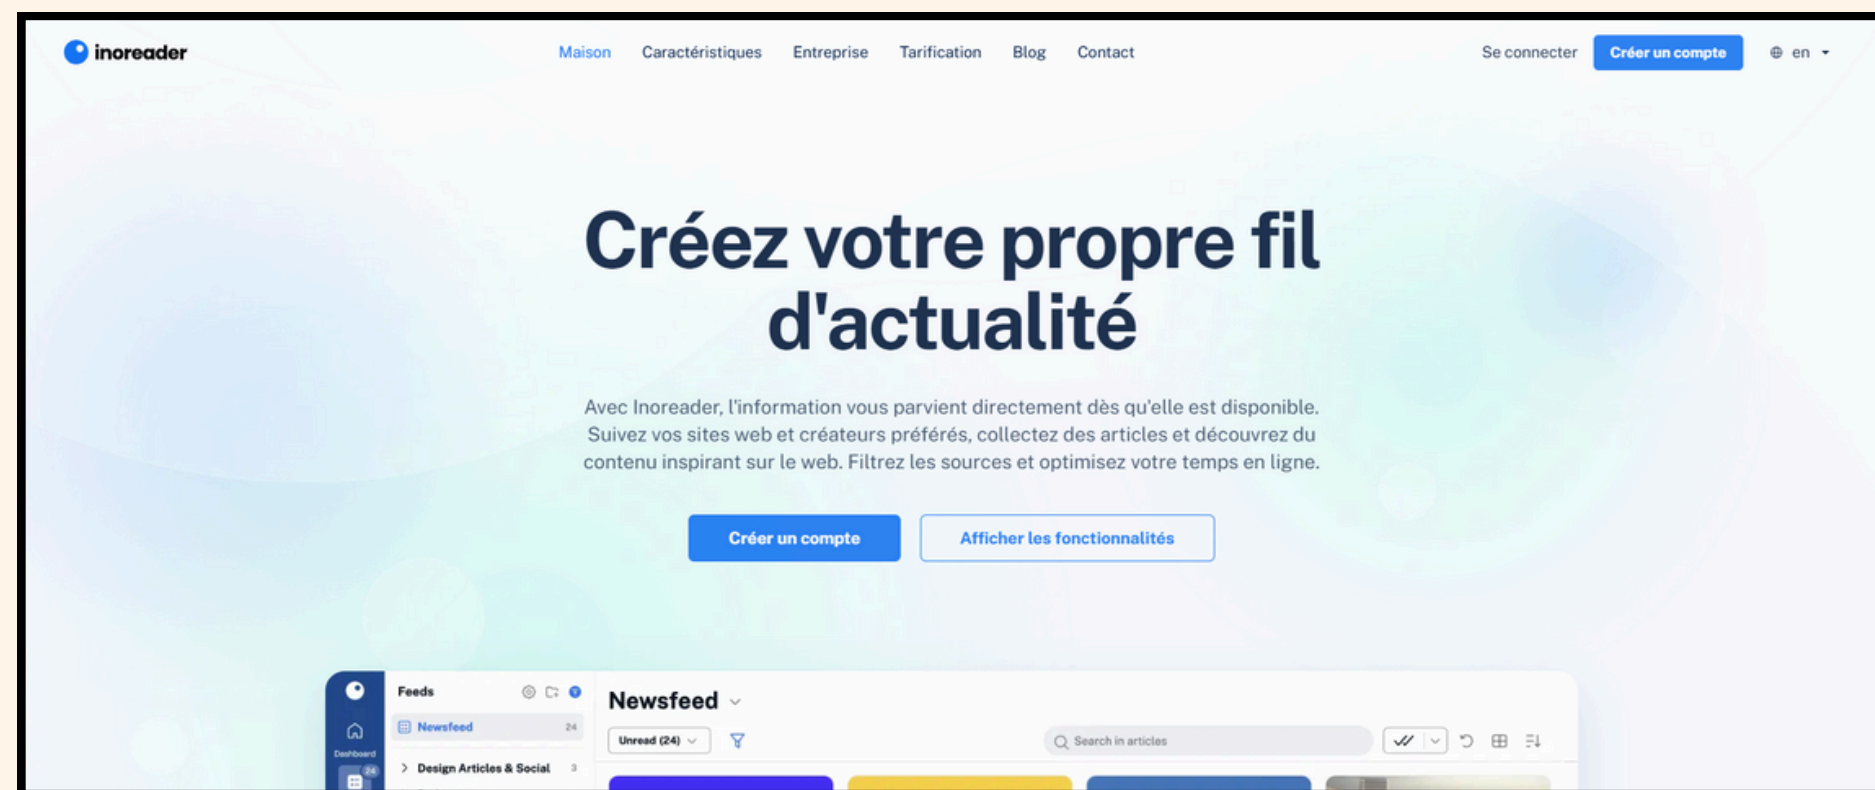 inoreader
Maison Caractéristiques Entreprise Tarification Blog Contact
Se connecter Créer un compte en
Créez votre propre fil
d'actualité
Avec Inoreader, l'information vous parvient directement dès qu'elle est disponible.
Suivez vos sites web et créateurs préférés, collectez des articles et découvrez du
contenu inspirant sur le web. Filtrez les sources et optimisez votre temps en ligne.
Créer un compte Afficher les fonctionnalités
Feeds
Newsfeed 24
Design Articles & Social 3
Dashboard
24
Newsfeed
Unread (24)
Search in articles